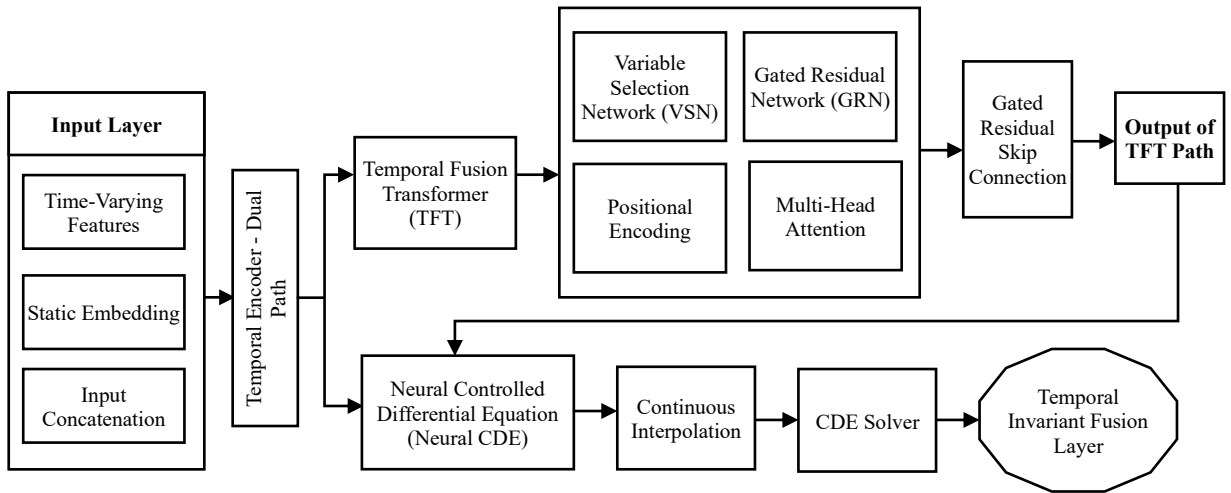 Input Layer
Time-Varying
Features
Static Embedding
Input
Concatenation
Temporal Encoder - Dual
Path
Temporal Fusion
Transformer
(TFT)
Variable
Selection
Network (VSN)
Gated Residual
Network (GRN)
Positional
Encoding
Multi-Head
Attention
Gated
Residual
Skip
Connection
Output of
TFT Path
Neural Controlled
Differential Equation
(Neural CDE)
Continuous
Interpolation
CDE Solver
Temporal
Invariant Fusion
Layer